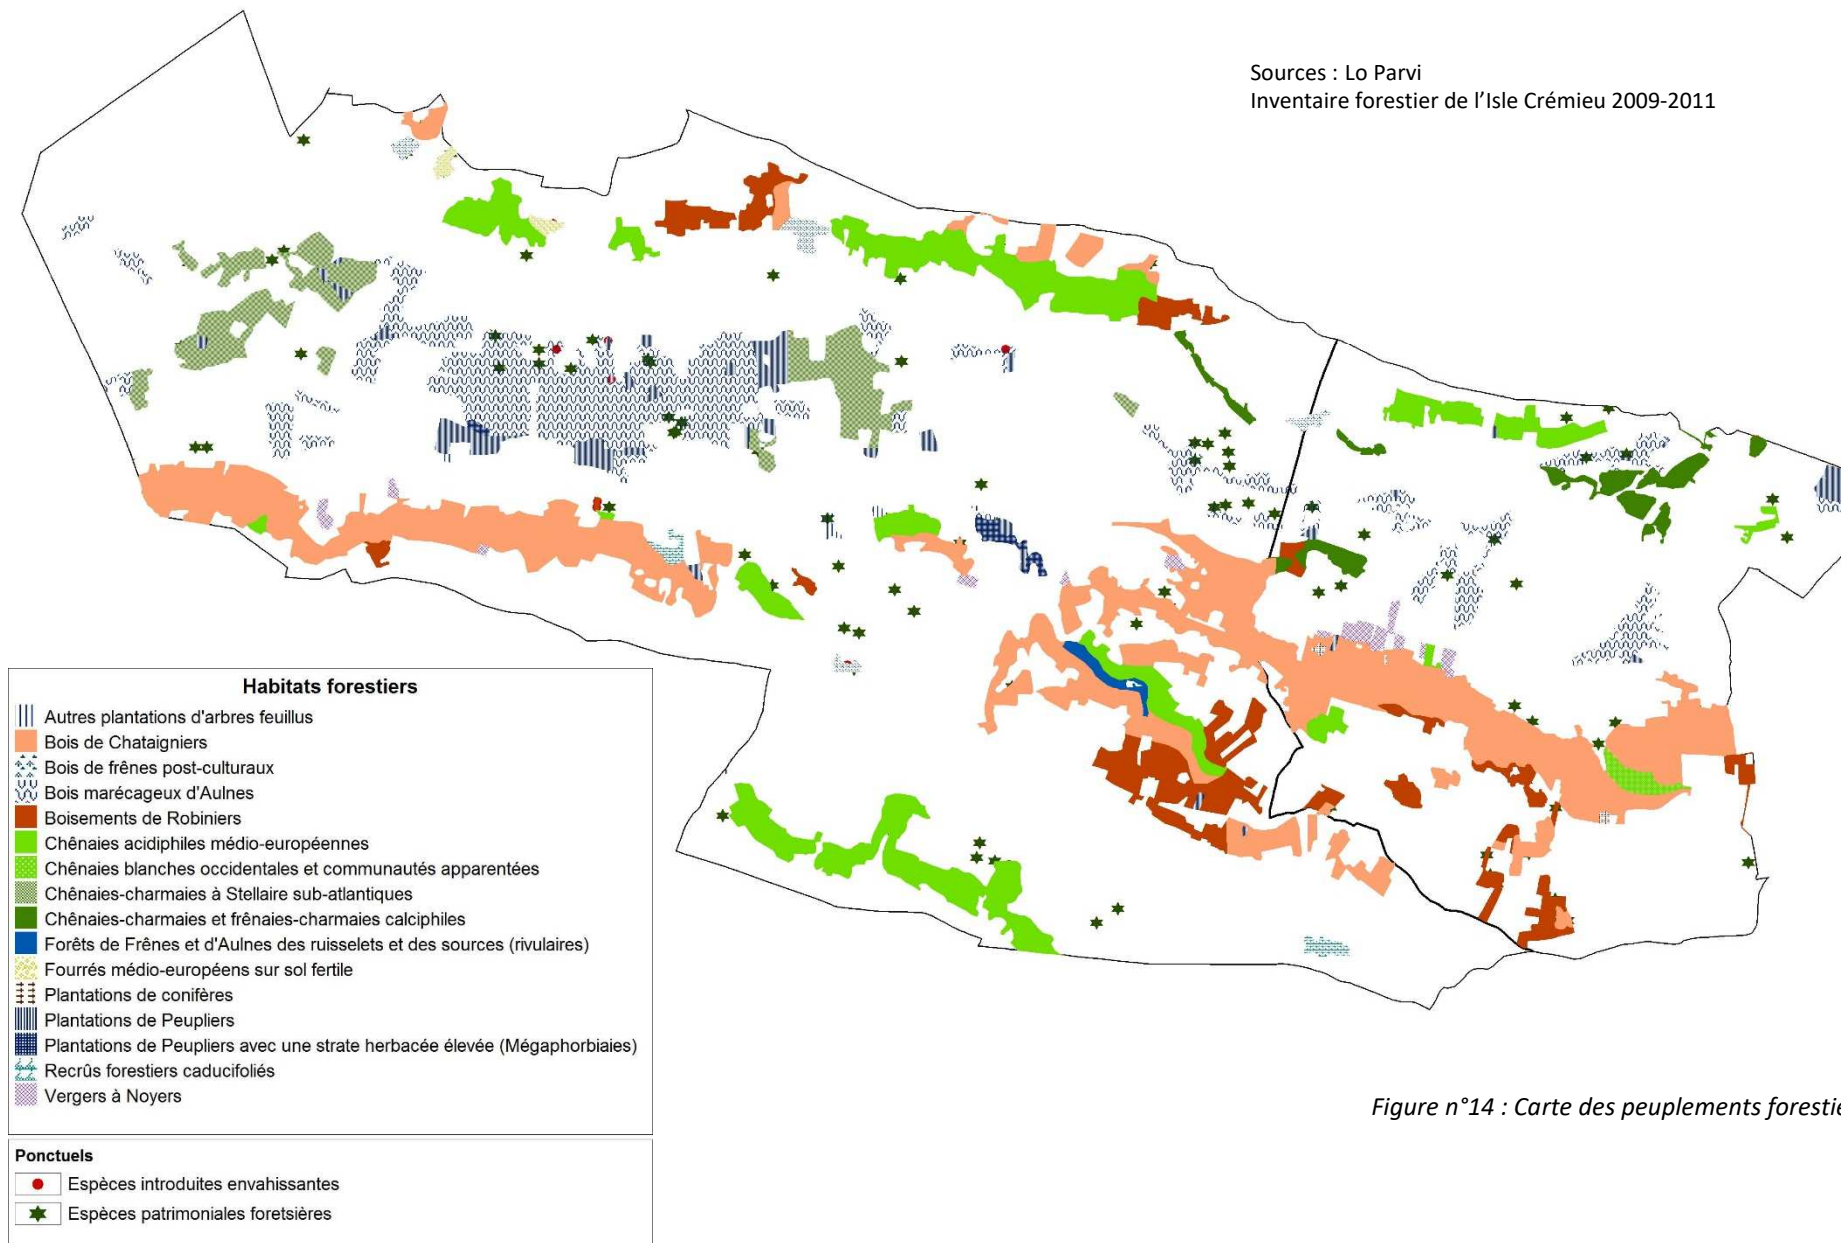 Sources : Lo Parvi
Inventaire forestier de l'Isle Crémieu 2009-2011
Habitats forestiers
Autres plantations d'arbres feuillus
Bois de Chataigniers
Bois de frênes post-culturaux
Bois marécageux d'Aulnes
Boisements de Robiniers
Chênaies acidiphiles médio-européennes
Chênaies blanches occidentales et communautés apparentées
Chênaies-charmaies à Stellaire sub-atlantiques
Chênaies-charmaies et frênaies-charmaies calciphiles
Forêts de Frênes et d'Aulnes des ruisselets et des sources (rivulaires)
Fourrés médio-européens sur sol fertile
Plantations de conifères
Plantations de Peupliers
Plantations de Peupliers avec une strate herbacée élevée (Mégaphorbiaies)
Recrûs forestiers caducifoliés
Vergers à Noyers
Figure n°14 : Carte des peuplements forestie
Ponctuels
Espèces introduites envahissantes
Espèces patrimoniales foretsières